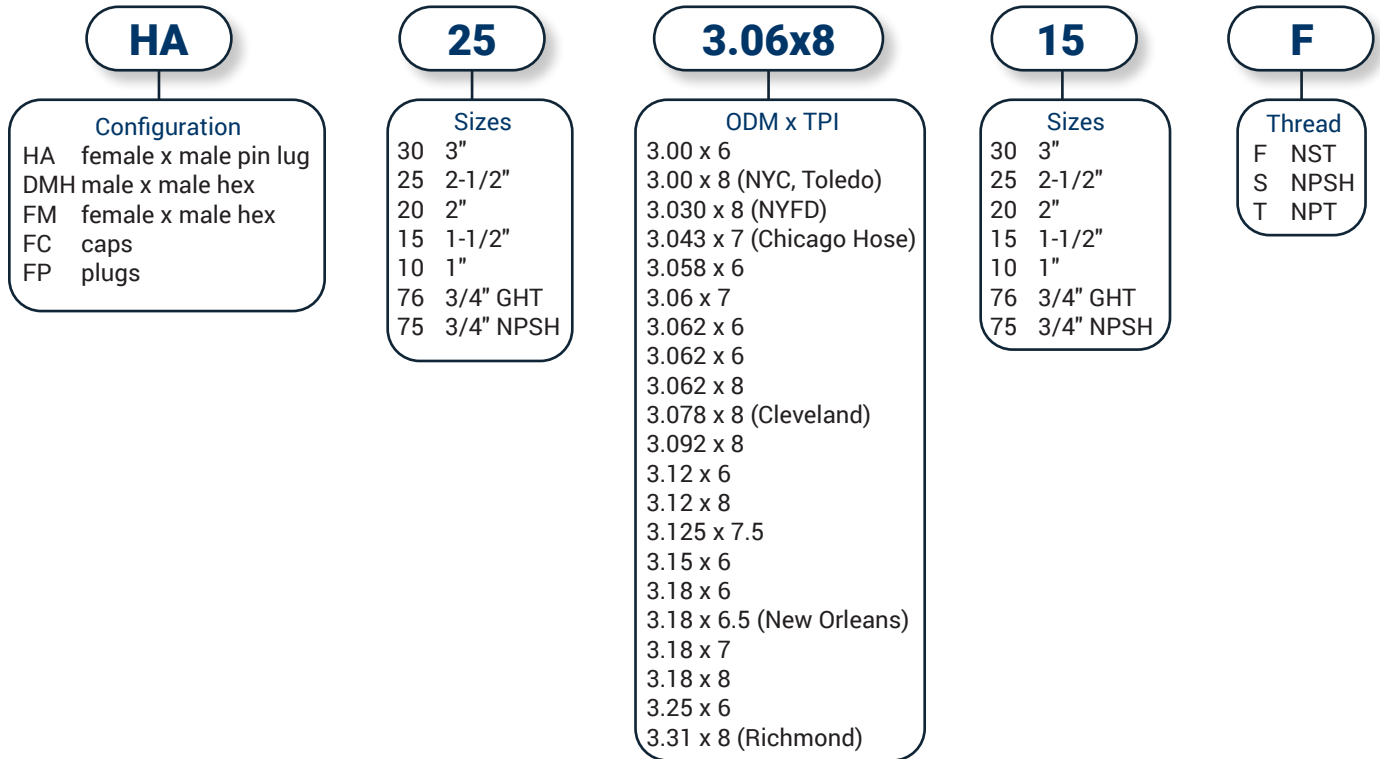 HA
25
3.06x8
15
F
Configuration
HA female x male pin lug
DMH male x male hex
FM female x male hex
FC caps
FP plugs
Sizes
30 3"
25 2-1/2"
20 2"
15 1-1/2"
10 1"
76 3/4" GHT
75 3/4" NPSH
ODM x TPI
3.00 x 6
3.00 x 8 (NYC, Toledo)
3.030 x 8 (NYFD)
3.043 x 7 (Chicago Hose)
3.058 x 6
3.06 x 7
3.062 x 6
3.062 x 6
3.062 x 8
3.078 x 8 (Cleveland)
3.092 x 8
3.12 x 6
3.12 x 8
3.125 x 7.5
3.15 x 6
3.18 x 6
3.18 x 6.5 (New Orleans)
3.18 x 7
3.18 x 8
3.25 x 6
3.31 x 8 (Richmond)
Sizes
30 3"
25 2-1/2"
20 2"
15 1-1/2"
10 1"
76 3/4" GHT
75 3/4" NPSH
Thread
F NST
S NPSH
T NPT